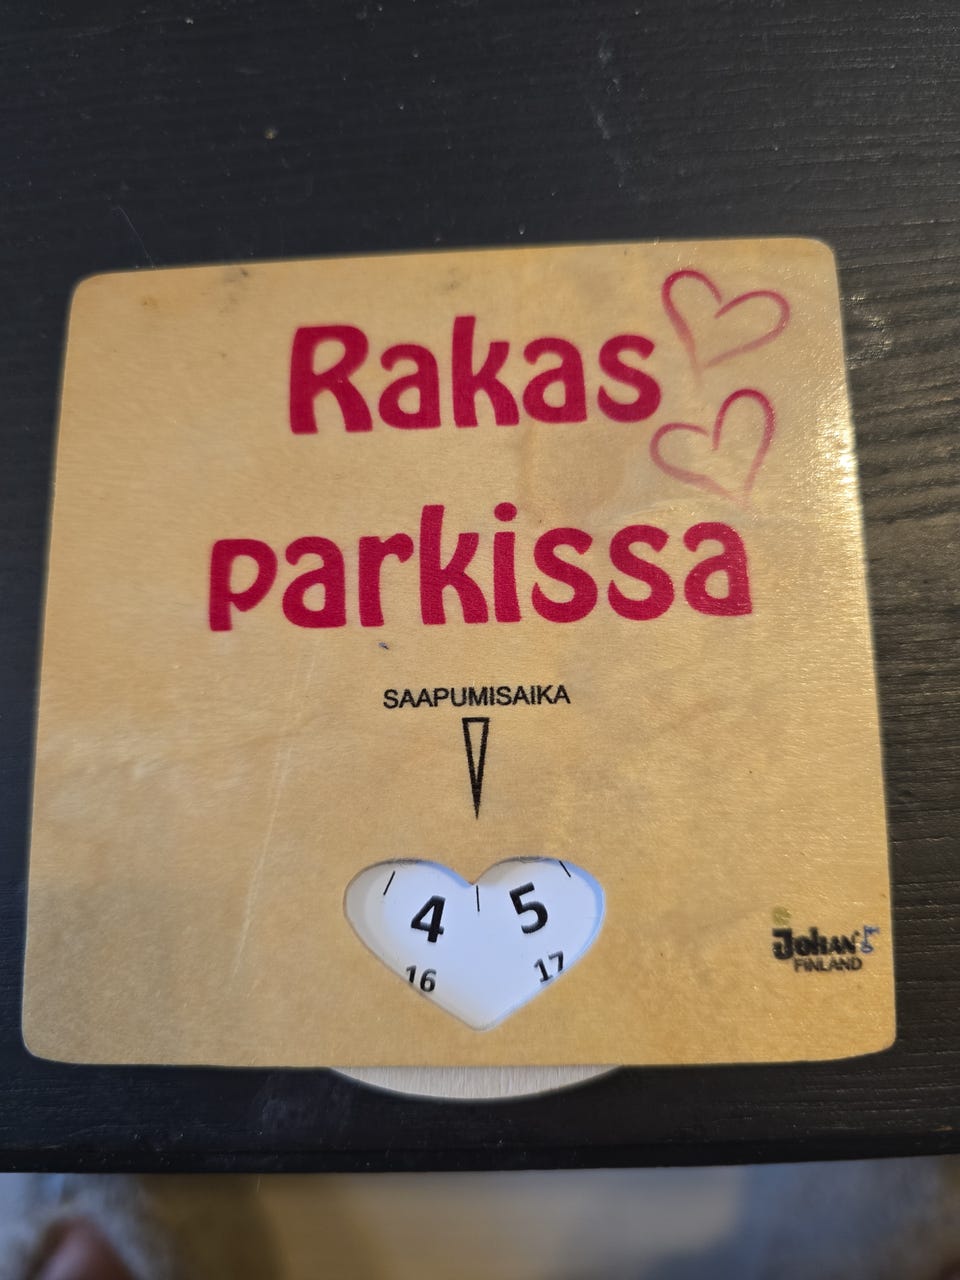 Rakas
parkissa
SAAPUMISAIKA
4 5
16 17
JOHAN
FINLAND